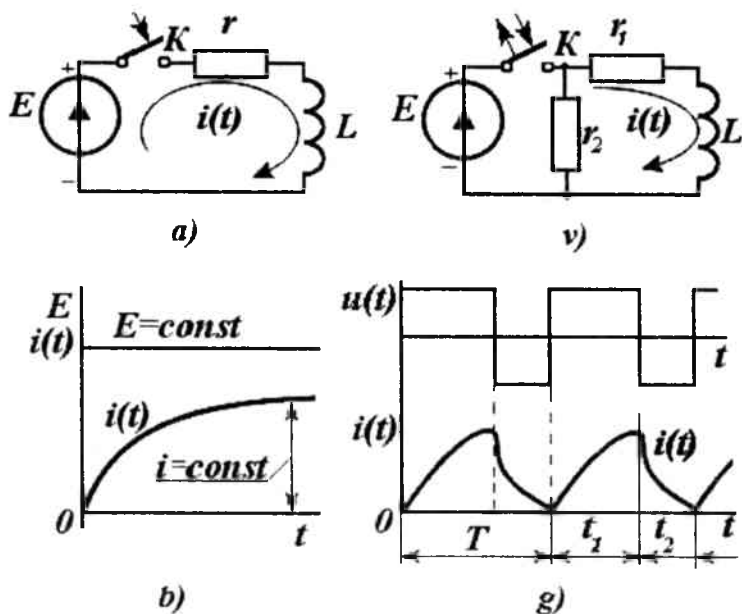 K r
+
E i(t) L
−
a)
K r₁
+
E r₂ i(t) L
−
v)
E
i(t) E=const
i(t)
i=const
0 t
b)
u(t)
t
i(t) i(t)
0 T t₁ t₂ t
g)